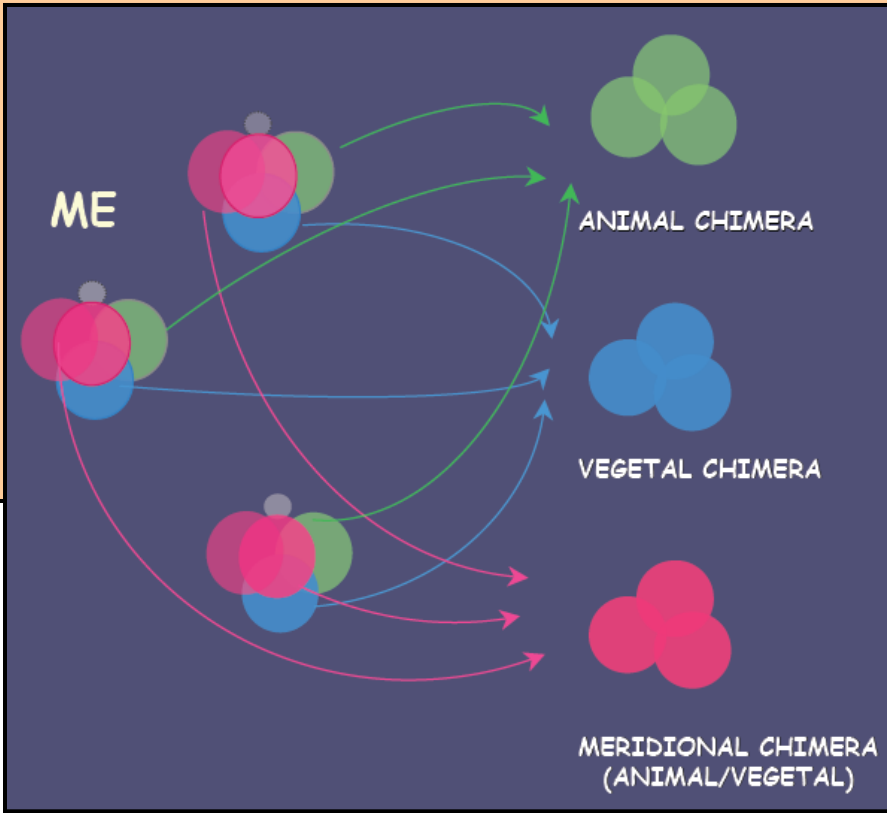 ME
ANIMAL CHIMERA
VEGETAL CHIMERA
MERIDIONAL CHIMERA
(ANIMAL/VEGETAL)